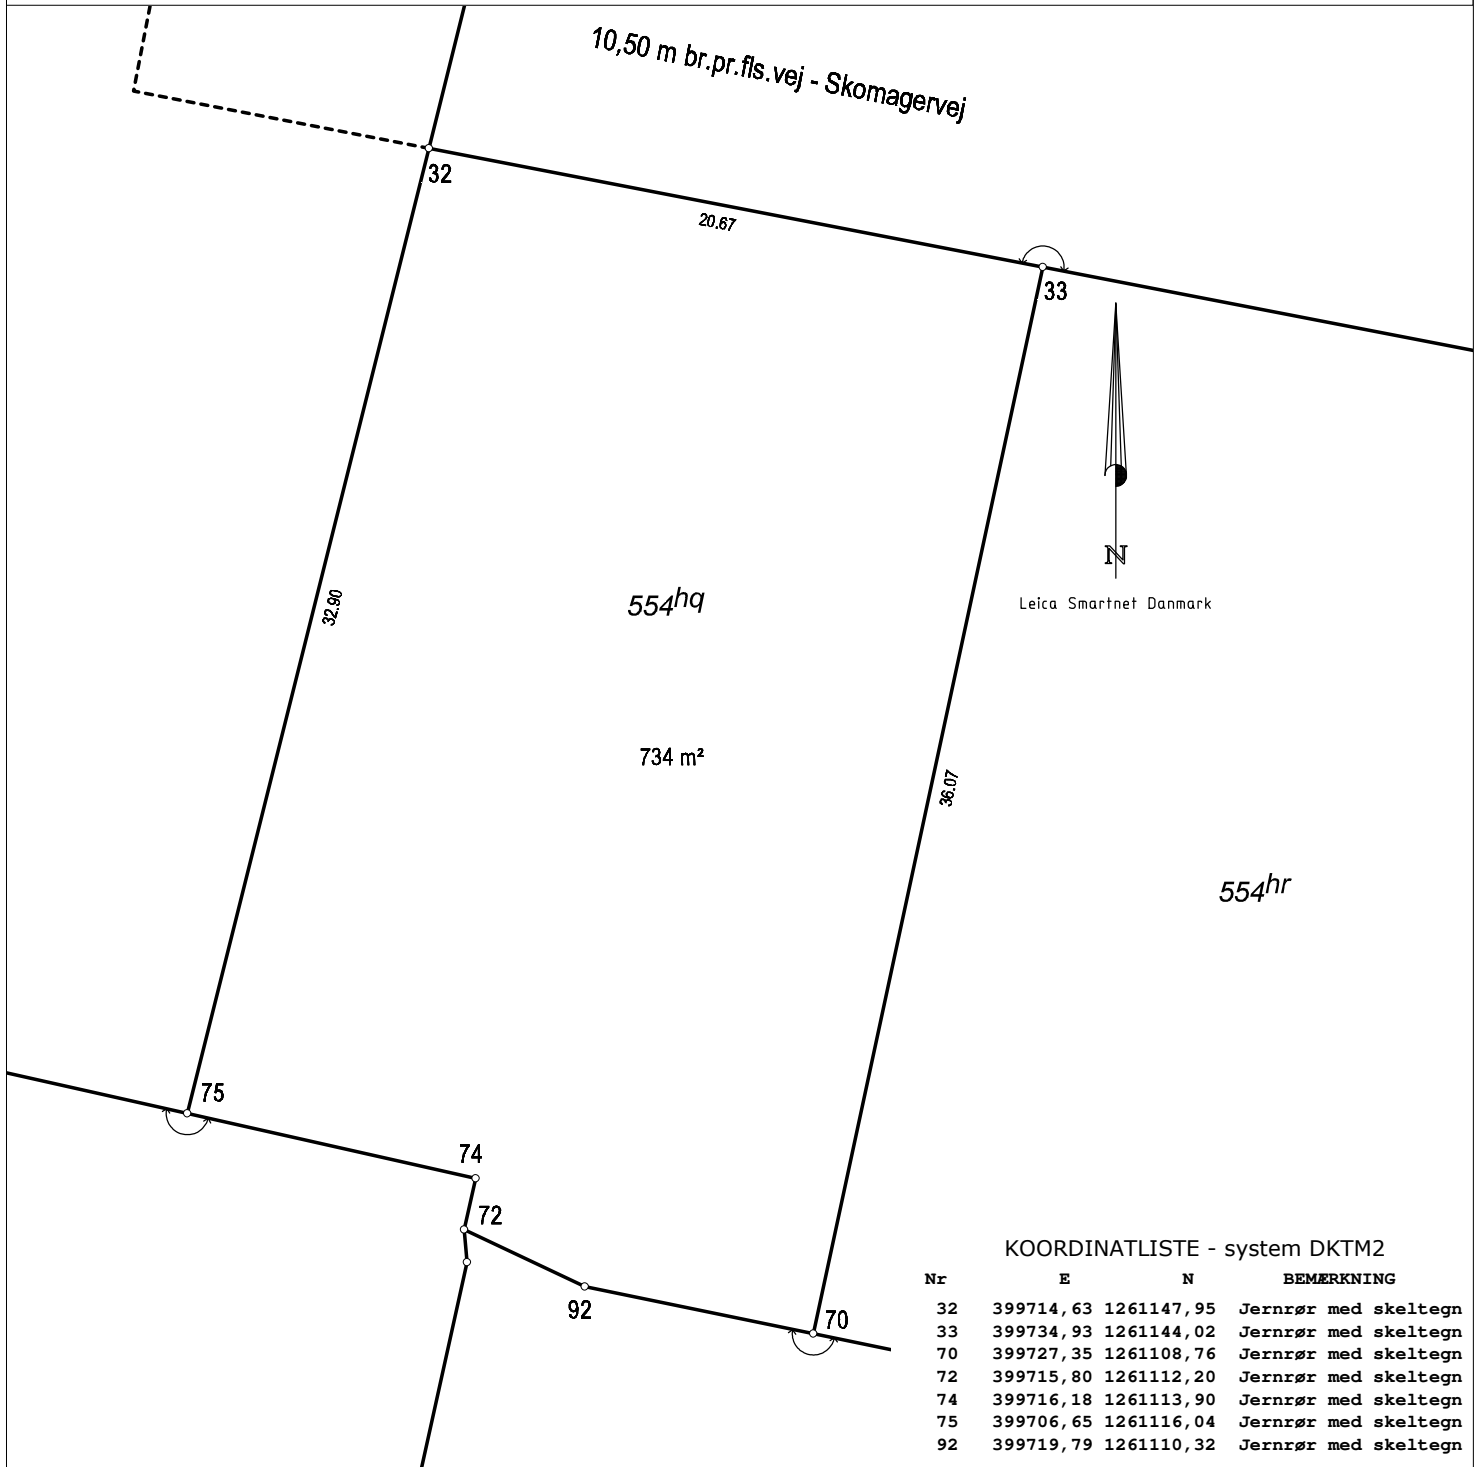 10,50 m br.pr.fls.vej - Skomagervej
32
20.67
33
N
Leica Smartnet Danmark
32.90
554hq
734 m²
36.07
554hr
75
74
72
92
70
KOORDINATLISTE - system DKTM2
Nr E N BEMÆRKNING
32 399714,63 1261147,95 Jernrør med skeltegn
33 399734,93 1261144,02 Jernrør med skeltegn
70 399727,35 1261108,76 Jernrør med skeltegn
72 399715,80 1261112,20 Jernrør med skeltegn
74 399716,18 1261113,90 Jernrør med skeltegn
75 399706,65 1261116,04 Jernrør med skeltegn
92 399719,79 1261110,32 Jernrør med skeltegn